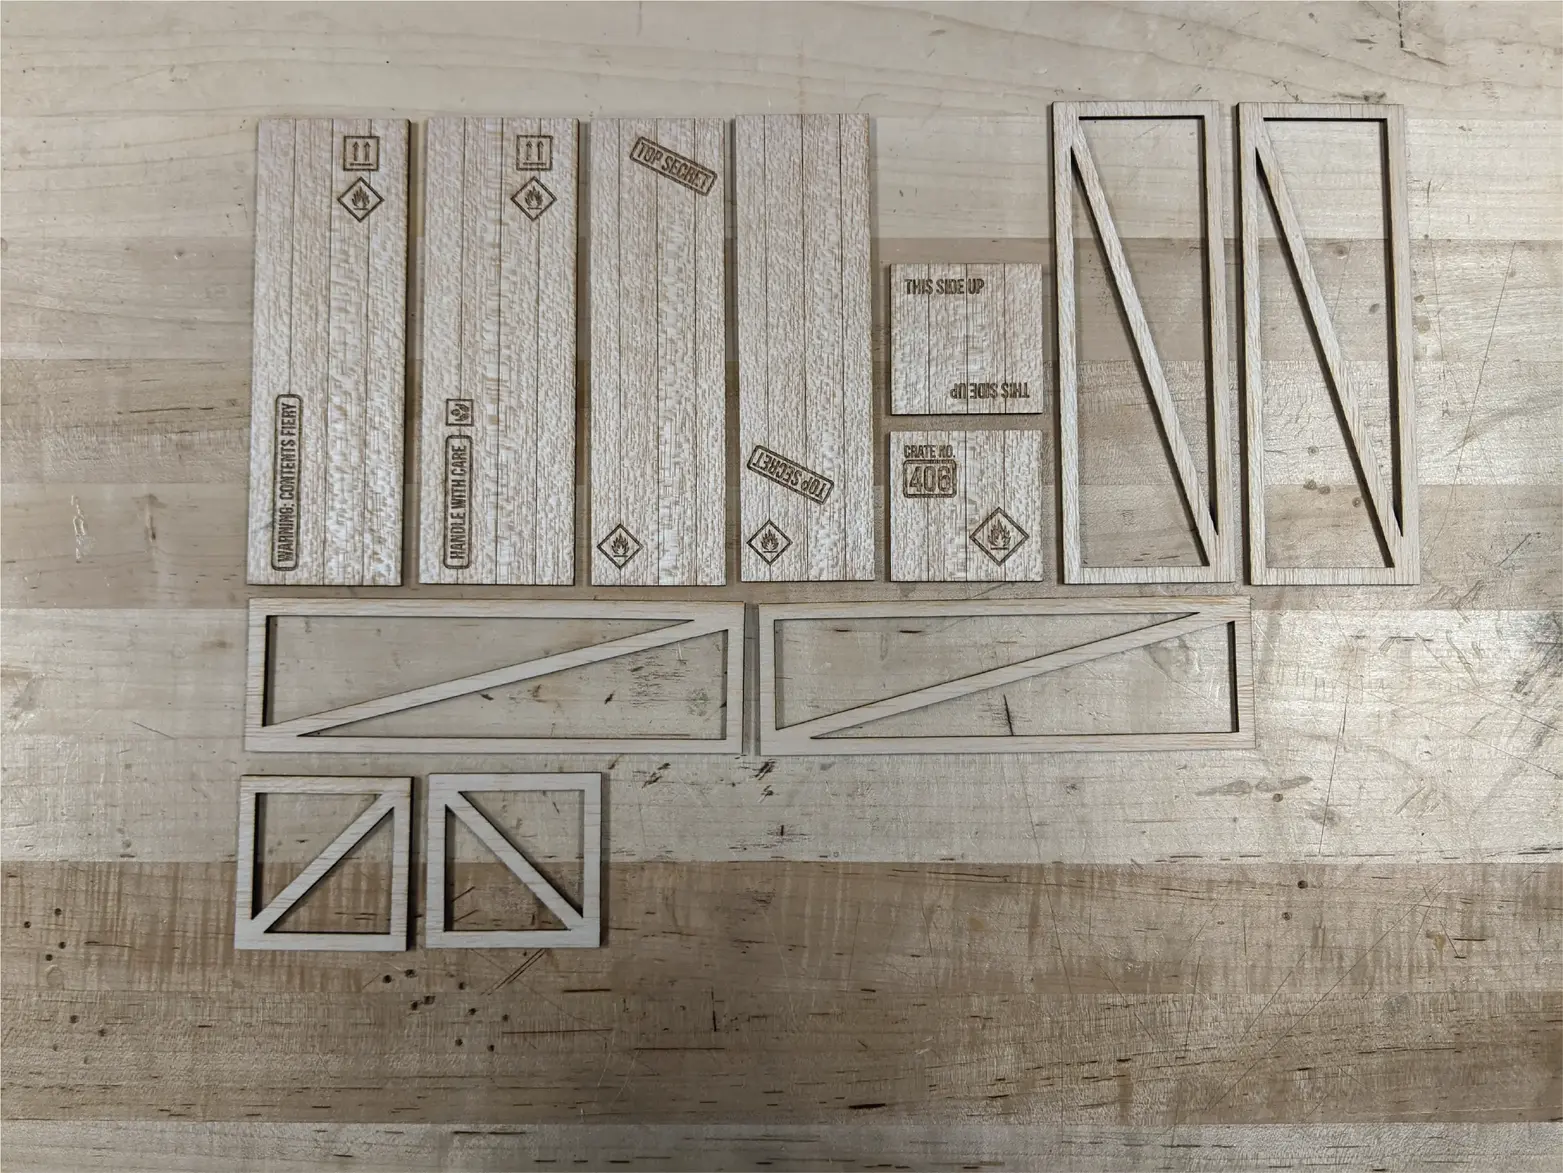 WARNING: CONTENTS FIERY
HANDLE WITH CARE
TOP SECRET
TOP SECRET
THIS SIDE UP
THIS SIDE UP
CRATE NO.
406